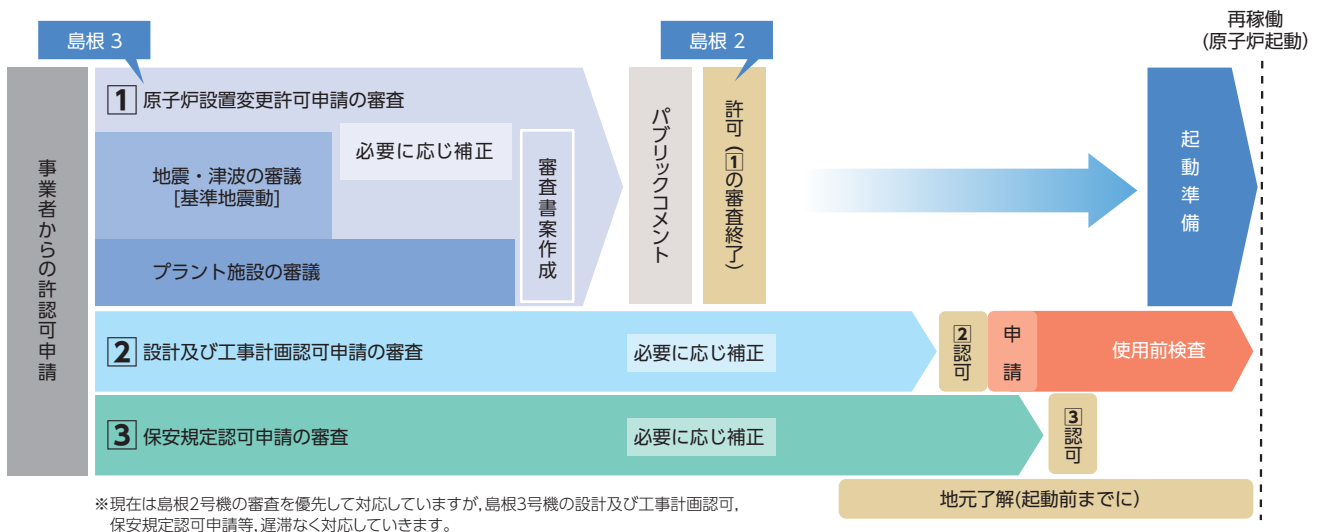 再稼働
(原子炉起動)
島根 3
島根 2
事業者からの許認可申請
1 原子炉設置変更許可申請の審査
地震・津波の審議
[基準地震動]
必要に応じ補正
プラント施設の審議
審査書案作成
パブリックコメント
許可（1の審査終了）
起動準備
2 設計及び工事計画認可申請の審査
必要に応じ補正
2認可
申請
使用前検査
3 保安規定認可申請の審査
必要に応じ補正
3認可
地元了解(起動前までに)
※現在は島根2号機の審査を優先して対応していますが,島根3号機の設計及び工事計画認可,
保安規定認可申請等,遅滞なく対応していきます。